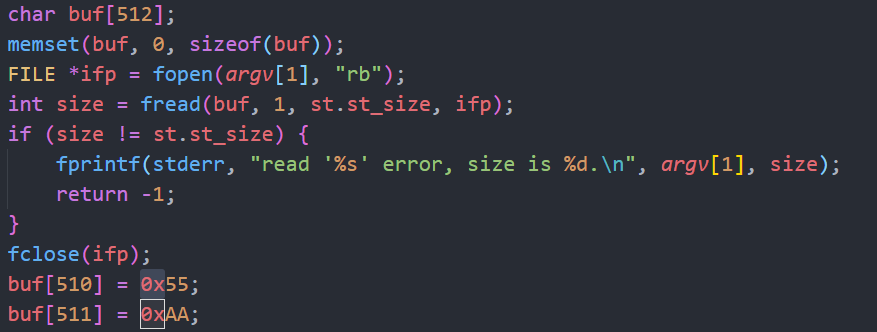 char buf[512];
memset(buf, 0, sizeof(buf));
FILE *ifp = fopen(argv[1], "rb");
int size = fread(buf, 1, st.st_size, ifp);
if (size != st.st_size) {
    fprintf(stderr, "read '%s' error, size is %d.\n", argv[1], size);
    return -1;
}
fclose(ifp);
buf[510] = 0x55;
buf[511] = 0xAA;